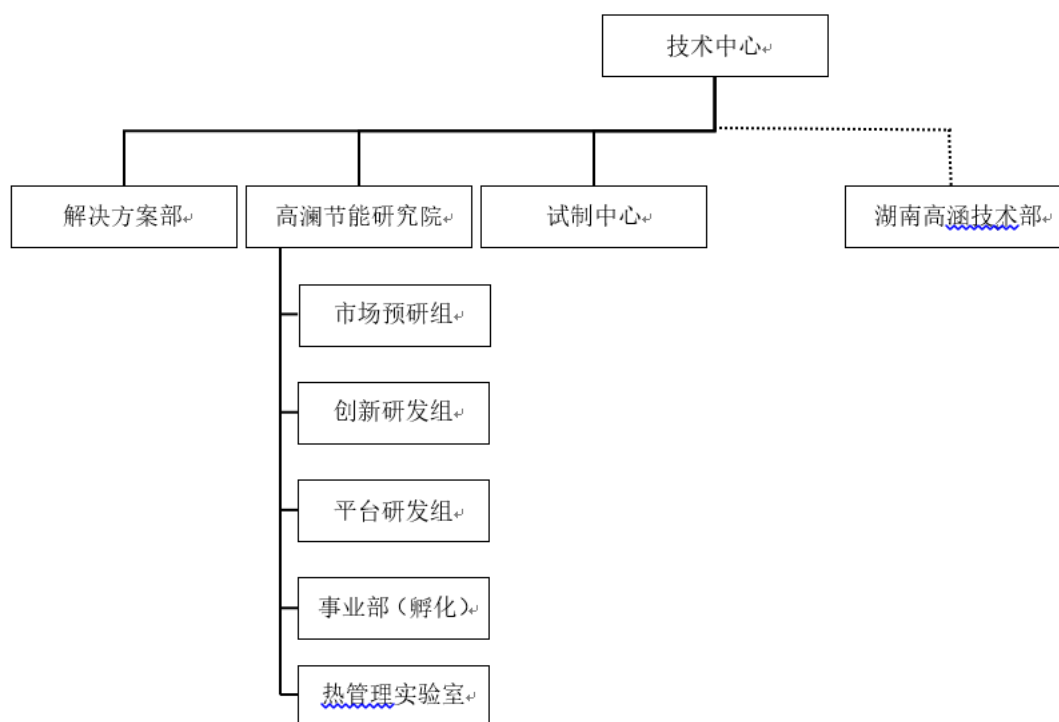 技术中心
解决方案部
高澜节能研究院
试制中心
湖南高涵技术部
市场预研组
创新研发组
平台研发组
事业部（孵化）
热管理实验室